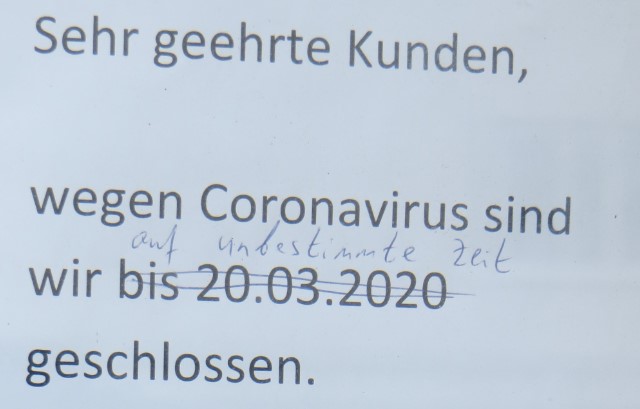 Sehr geehrte Kunden,
wegen Coronavirus sind
auf unbestimmte Zeit
wir bis 20.03.2020
geschlossen.